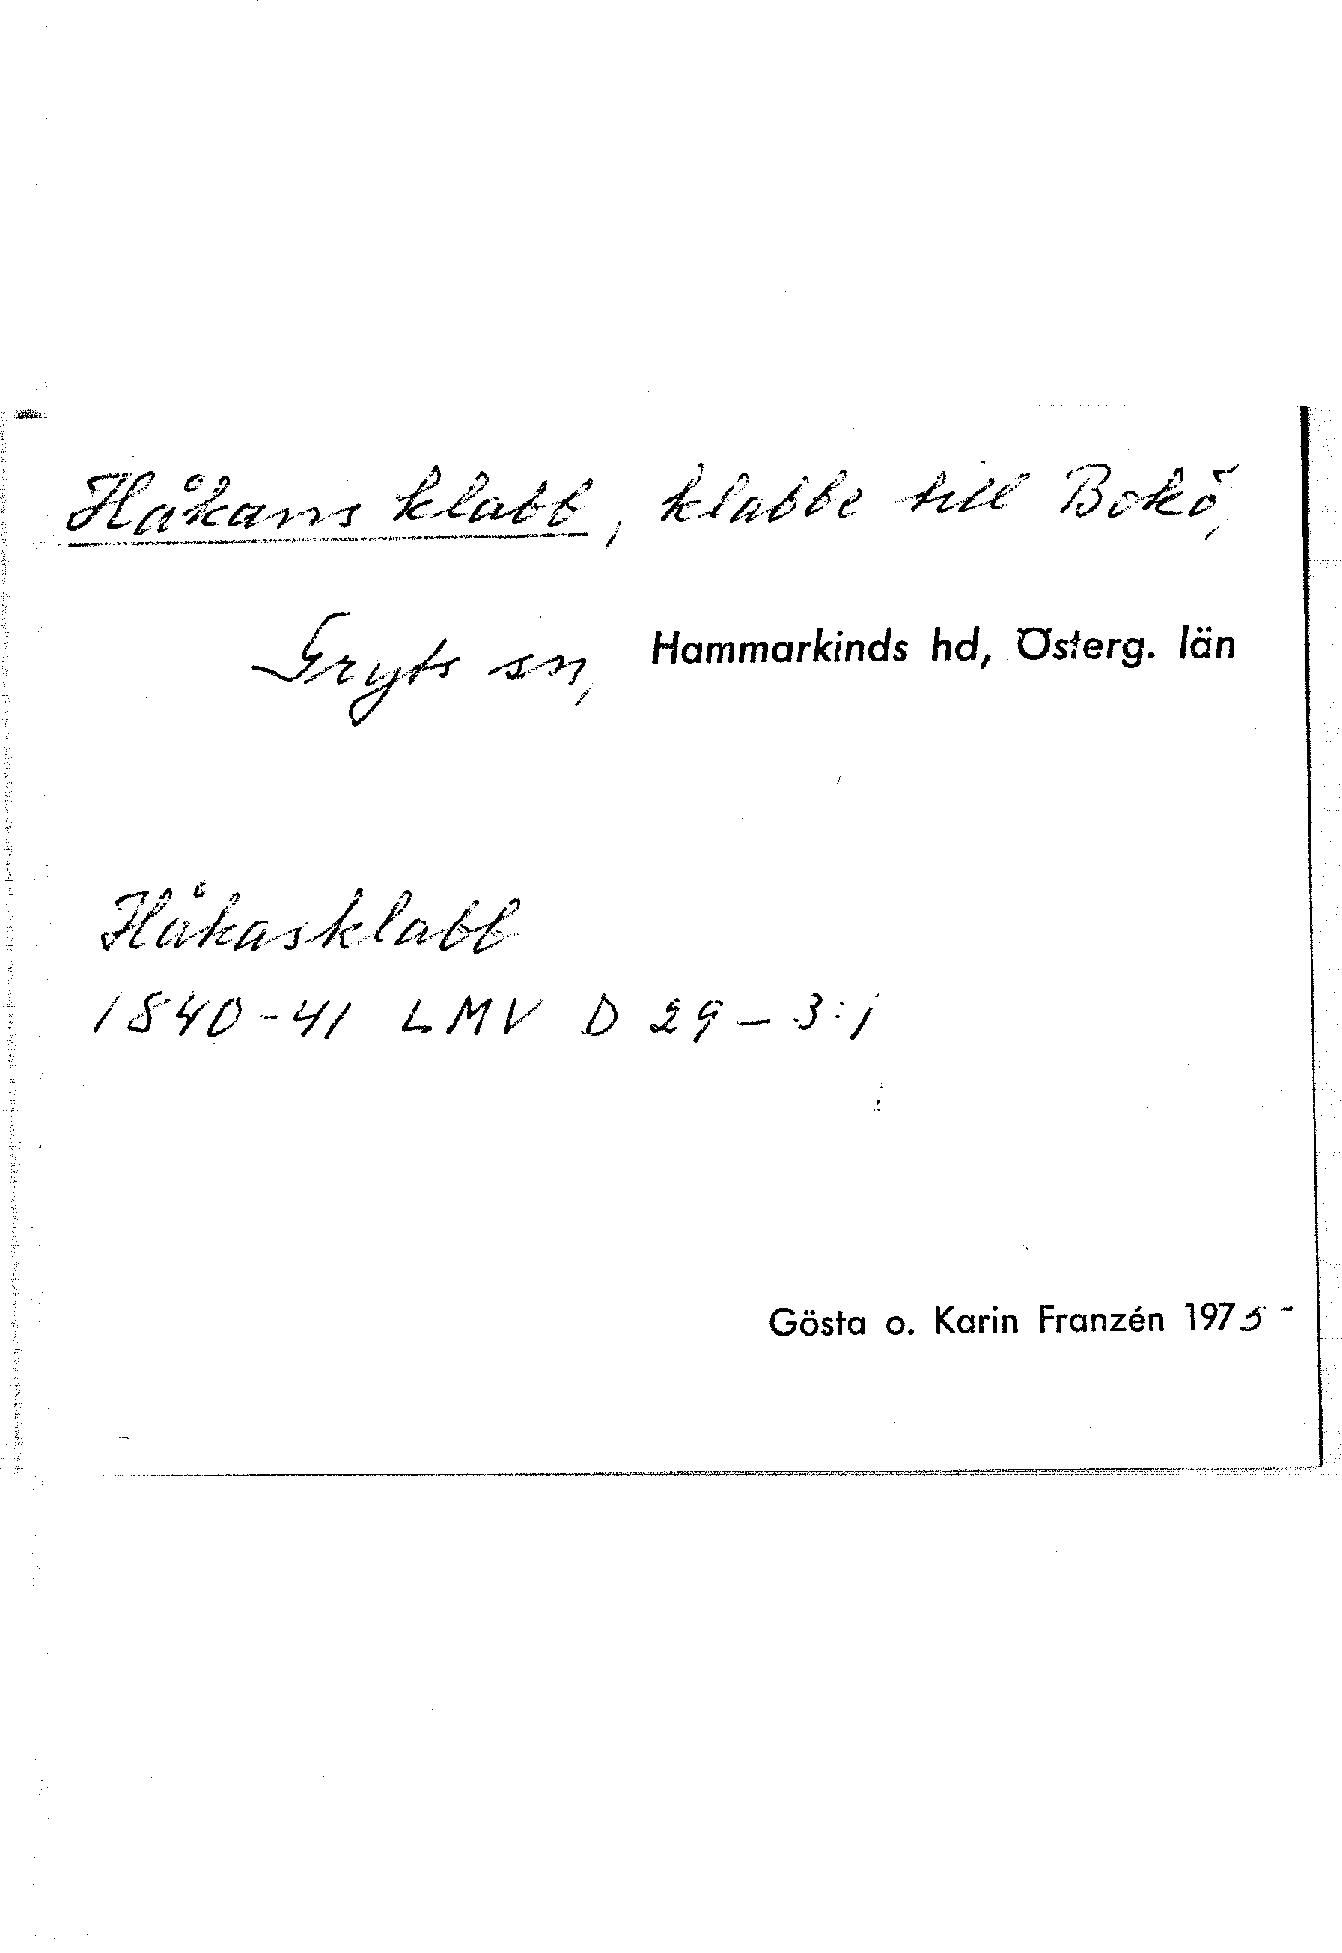 Håkans klabb, klabbe till Bokö,
Gryts sn, Hammarkinds hd, Österg. län
Håkasklabb
1840-41 LMV D 29-3:1
Gösta o. Karin Franzén 1975